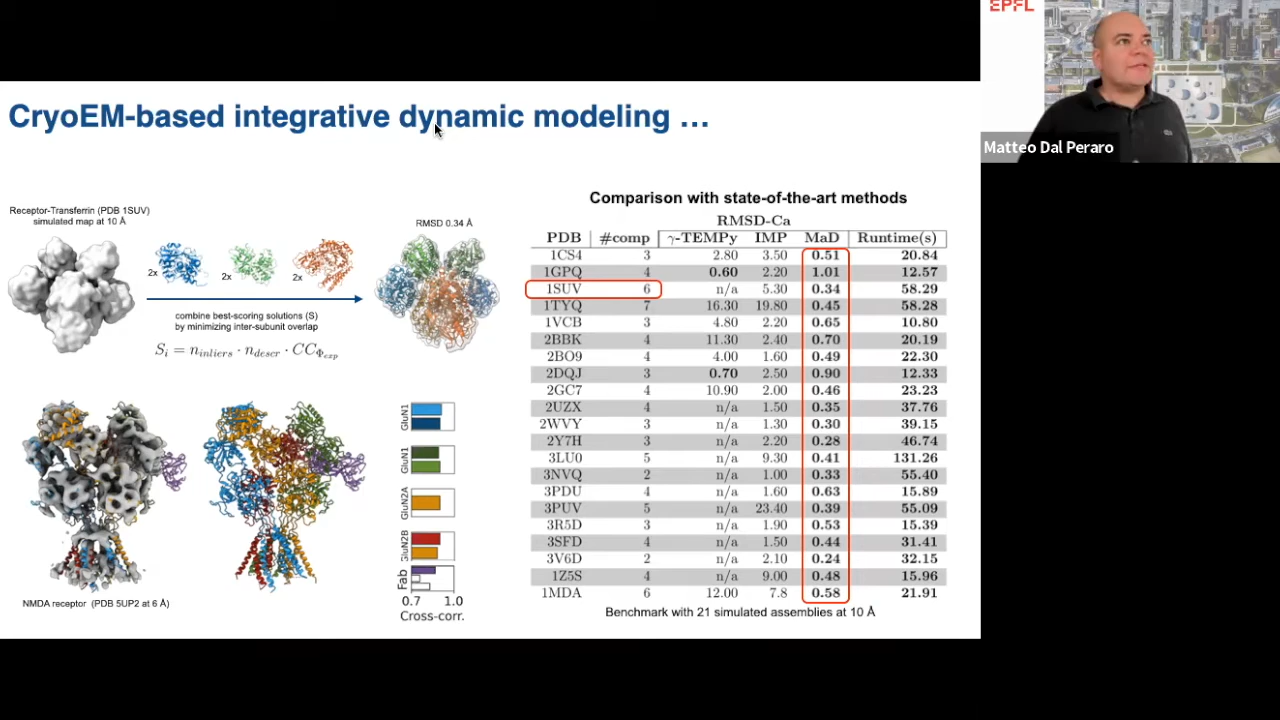 EPFL
Matteo Dal Peraro
CryoEM-based integrative dynamic modeling …
Receptor-Transferrin (PDB 1SUV)
simulated map at 10 Å
2x
2x
2x
combine best-scoring solutions (S)
by minimizing inter-subunit overlap
S_i = n_inliers · n_descr · CC_Φ_exp
RMSD 0.34 Å
NMDA receptor (PDB 5UP2 at 6 Å)
GluN1
GluN1
GluN2A
GluN2B
Fab
0.7 1.0
Cross-corr.
Comparison with state-of-the-art methods
RMSD-Ca
PDB #comp γ-TEMPy IMP MaD Runtime(s)
1CS4 3 2.80 3.50 0.51 20.84
1GPQ 4 0.60 2.20 1.01 12.57
1SUV 6 n/a 5.30 0.34 58.29
1TYQ 7 16.30 19.80 0.45 58.28
1VCB 3 4.80 2.20 0.65 10.80
2BBK 4 11.30 2.40 0.70 20.19
2BO9 4 4.00 1.60 0.49 22.30
2DQJ 3 0.70 2.50 0.90 12.33
2GC7 4 10.90 2.00 0.46 23.23
2UZX 4 n/a 1.50 0.35 37.76
2WVY 3 n/a 1.30 0.30 39.15
2Y7H 3 n/a 2.20 0.28 46.74
3LU0 5 n/a 9.30 0.41 131.26
3NVQ 2 n/a 1.00 0.33 55.40
3PDU 4 n/a 1.60 0.63 15.89
3PUV 5 n/a 23.40 0.39 55.09
3R5D 3 n/a 1.90 0.53 15.39
3SFD 4 n/a 1.50 0.44 31.41
3V6D 2 n/a 2.10 0.24 32.15
1Z5S 4 n/a 9.00 0.48 15.96
1MDA 6 12.00 7.8 0.58 21.91
Benchmark with 21 simulated assemblies at 10 Å